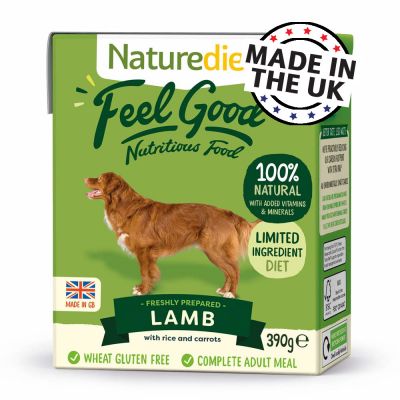 Naturedie
MADE IN
THE UK
Feel Good
Nutritious Food
100%
NATURAL
WITH ADDED VITAMINS
& MINERALS
LIMITED
INGREDIENT
DIET
MADE IN GB
FRESHLY PREPARED
LAMB
with rice and carrots
390g℮
WHEAT GLUTEN FREE
COMPLETE ADULT MEAL